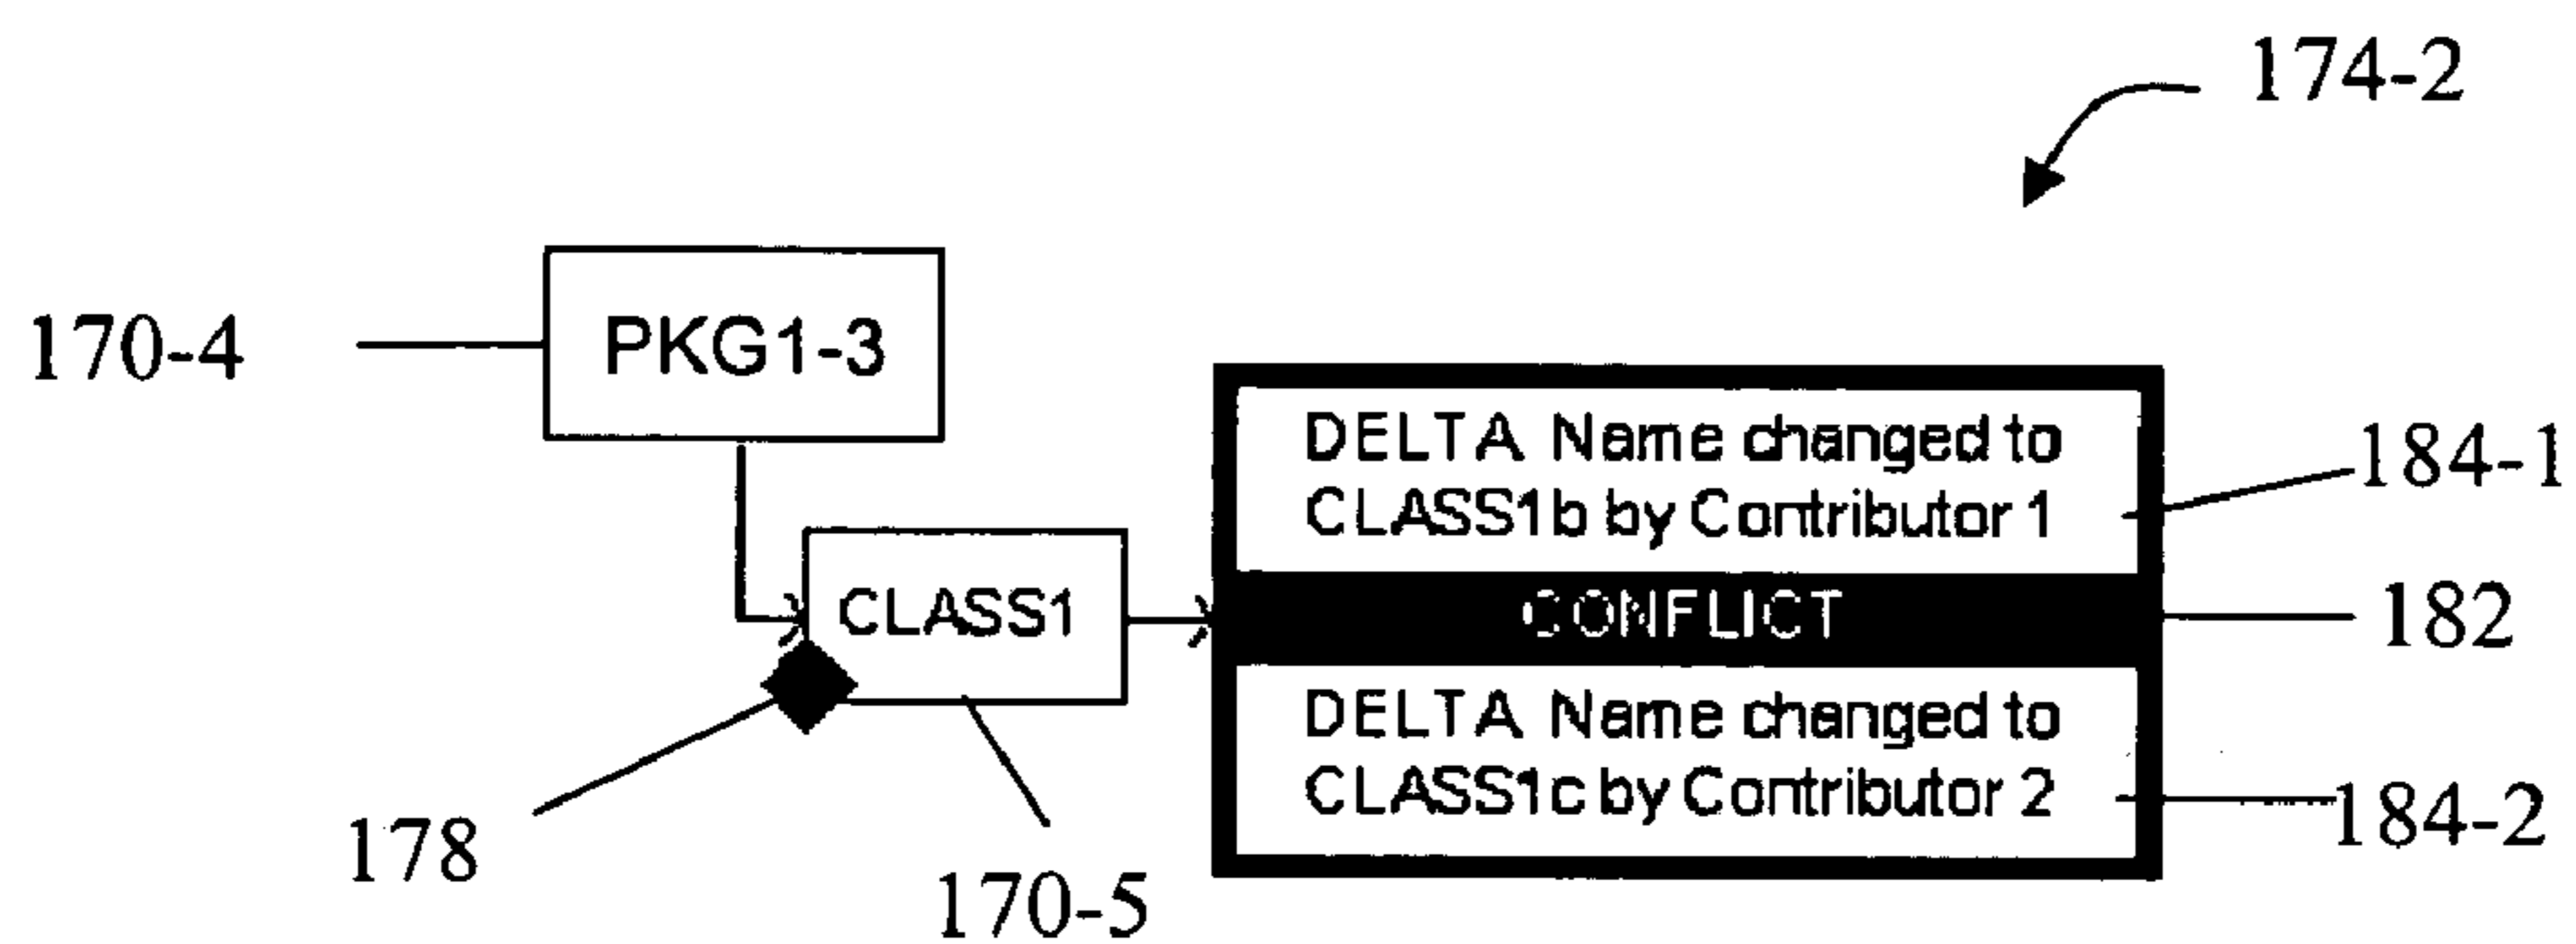 174-2
170-4
PKG1-3
DELTA Name changed to
CLASS1b by Contributor 1
184-1
CLASS1
CONFLICT
182
DELTA Name changed to
CLASS1c by Contributor 2
184-2
178
170-5